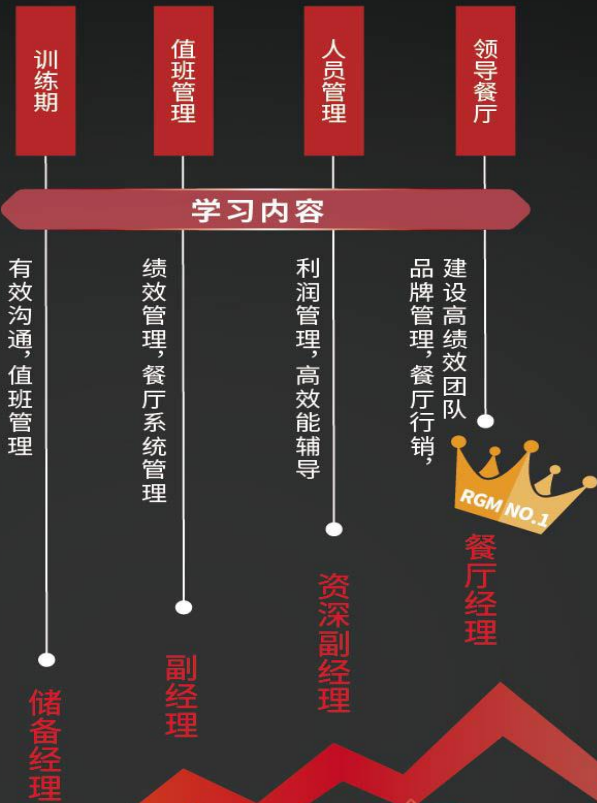 训练期
值班管理
人员管理
领导餐厅
学习内容
有效沟通，值班管理
绩效管理，餐厅系统管理
利润管理，高效能辅导
品牌管理，餐厅行销，
建设高绩效团队
RGM NO.1
储备经理
副经理
资深副经理
餐厅经理